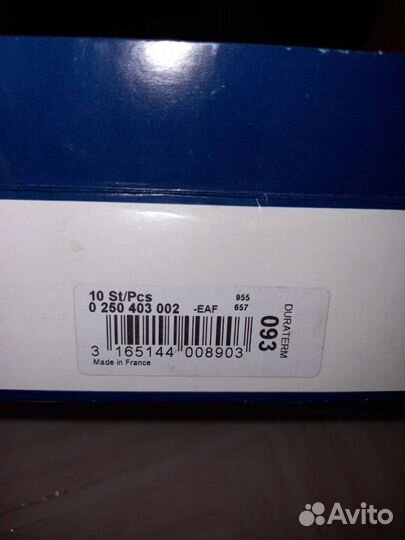 10 St/Pcs
0 250 403 002 -EAF
955
657
DURATERM
093
3 165144 008903
Made in France
Avito